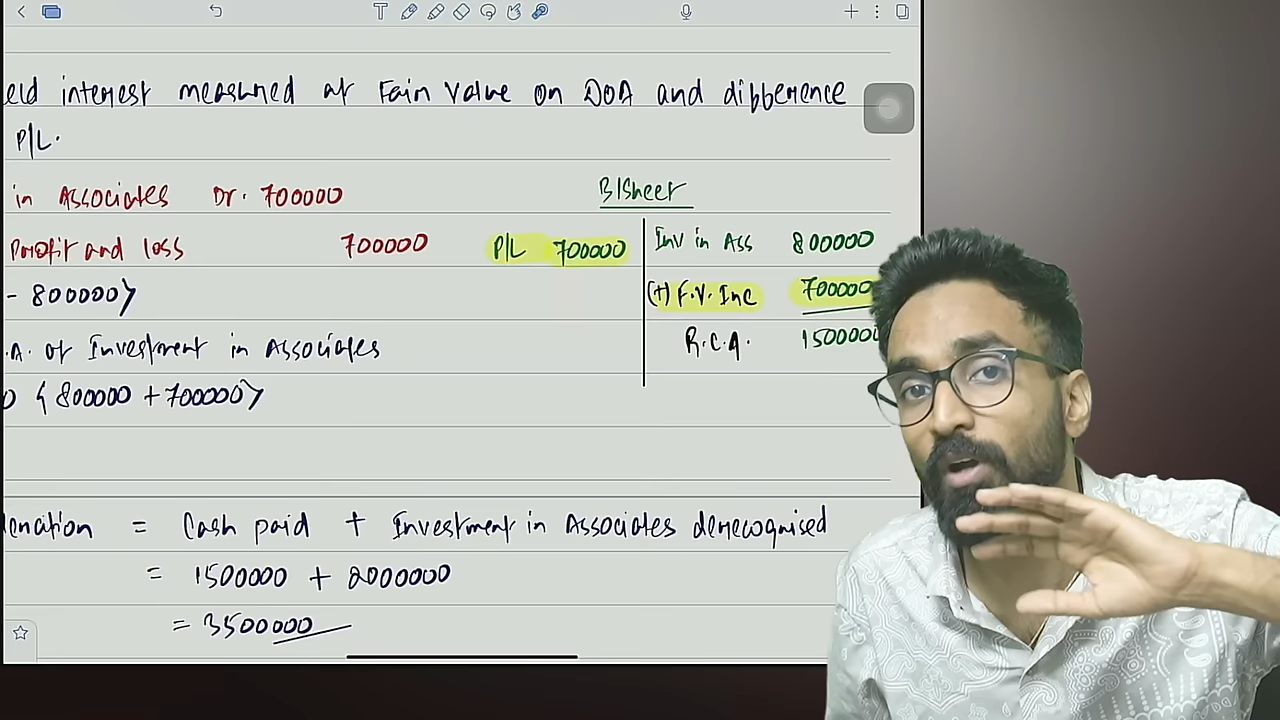 eld interest measured at Fair Value on DOA and difference
P/L.
in Associates Dr. 700000
B/Sheet
Profit and loss 700000
P/L 700000
Inv in Ass 800000
- 800000}
(+) F.V. Inc 700000
.A. of Investment in Associates
R.C.A. 1500000
0 {800000 + 700000}
deration = Cash paid + Investment in Associates derecognised
= 1500000 + 2000000
= 3500000